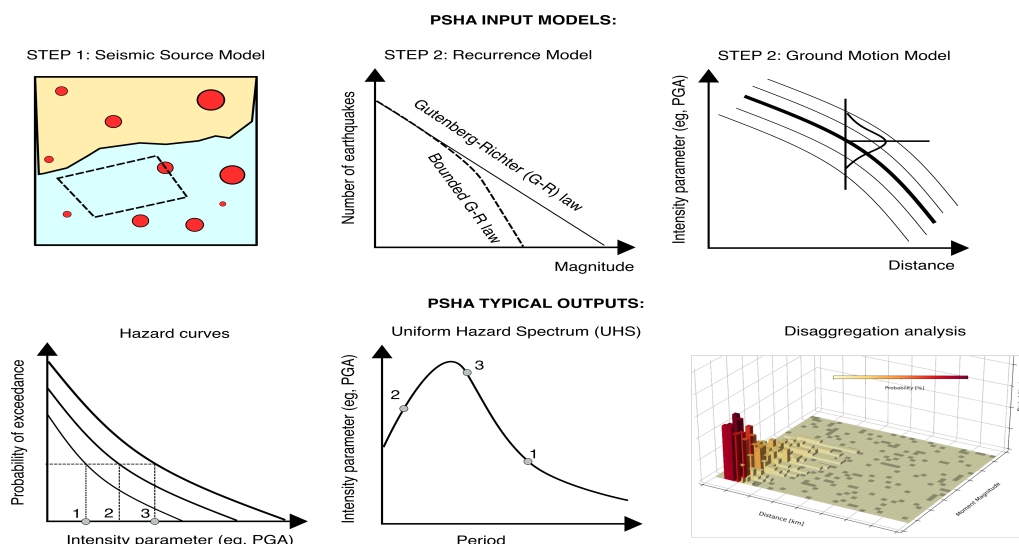 PSHA INPUT MODELS:
STEP 1: Seismic Source Model
STEP 2: Recurrence Model
STEP 2: Ground Motion Model
Number of earthquakes
Gutenberg-Richter (G-R) law
Bounded G-R law
Magnitude
Intensity parameter (eg, PGA)
Distance
PSHA TYPICAL OUTPUTS:
Hazard curves
Uniform Hazard Spectrum (UHS)
Disaggregation analysis
Probability of exceedance
1
2
3
Intensity parameter (eg, PGA)
Intensity parameter (eg, PGA)
2
3
1
Period
Probability [%]
Distance [km]
Moment Magnitude